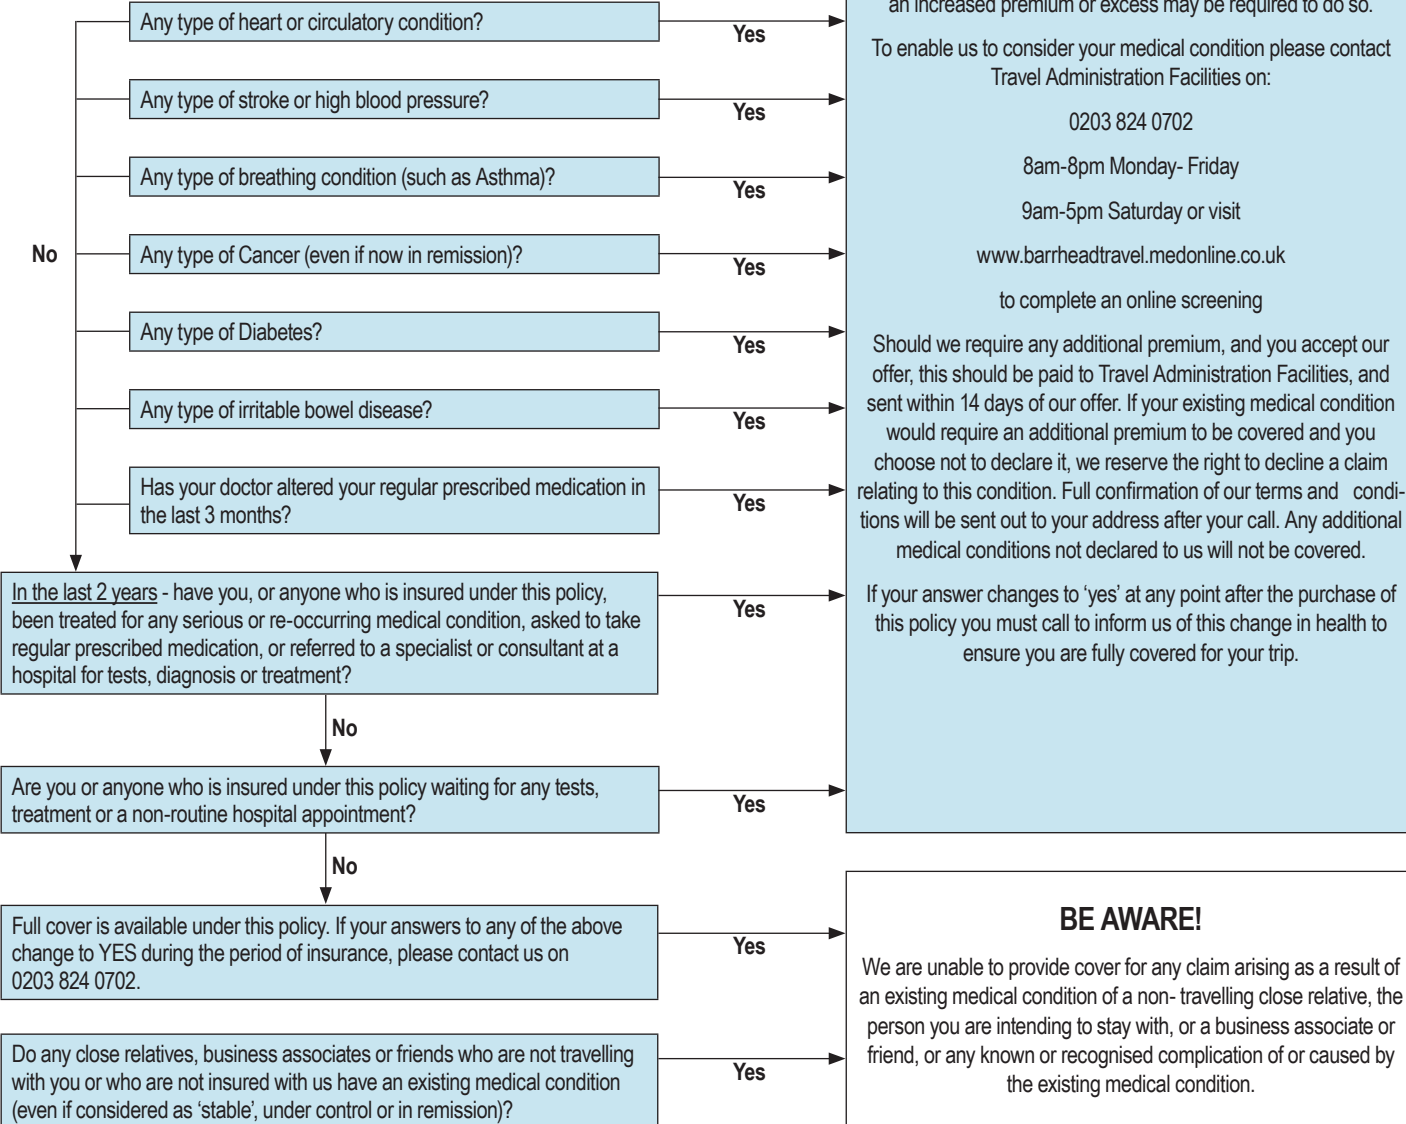 Any type of heart or circulatory condition?
Yes
Any type of stroke or high blood pressure?
Yes
Any type of breathing condition (such as Asthma)?
Yes
No
Any type of Cancer (even if now in remission)?
Yes
Any type of Diabetes?
Yes
Any type of irritable bowel disease?
Yes
Has your doctor altered your regular prescribed medication in
the last 3 months?
Yes
In the last 2 years - have you, or anyone who is insured under this policy,
been treated for any serious or re-occurring medical condition, asked to take
regular prescribed medication, or referred to a specialist or consultant at a
hospital for tests, diagnosis or treatment?
Yes
No
Are you or anyone who is insured under this policy waiting for any tests,
treatment or a non-routine hospital appointment?
Yes
No
Full cover is available under this policy. If your answers to any of the above
change to YES during the period of insurance, please contact us on
0203 824 0702.
Yes
Do any close relatives, business associates or friends who are not travelling
with you or who are not insured with us have an existing medical condition
(even if considered as ‘stable’, under control or in remission)?
Yes
an increased premium or excess may be required to do so.
To enable us to consider your medical condition please contact
Travel Administration Facilities on:
0203 824 0702
8am-8pm Monday- Friday
9am-5pm Saturday or visit
www.barrheadtravel.medonline.co.uk
to complete an online screening
Should we require any additional premium, and you accept our
offer, this should be paid to Travel Administration Facilities, and
sent within 14 days of our offer. If your existing medical condition
would require an additional premium to be covered and you
choose not to declare it, we reserve the right to decline a claim
relating to this condition. Full confirmation of our terms and condi-
tions will be sent out to your address after your call. Any additional
medical conditions not declared to us will not be covered.
If your answer changes to ‘yes’ at any point after the purchase of
this policy you must call to inform us of this change in health to
ensure you are fully covered for your trip.
BE AWARE!
We are unable to provide cover for any claim arising as a result of
an existing medical condition of a non- travelling close relative, the
person you are intending to stay with, or a business associate or
friend, or any known or recognised complication of or caused by
the existing medical condition.